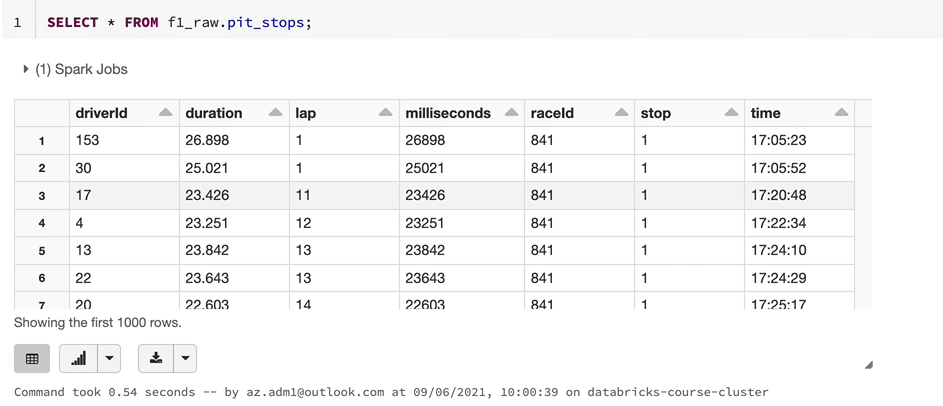 1 SELECT * FROM f1_raw.pit_stops;
(1) Spark Jobs
driverId duration lap milliseconds raceId stop time
1 153 26.898 1 26898 841 1 17:05:23
2 30 25.021 1 25021 841 1 17:05:52
3 17 23.426 11 23426 841 1 17:20:48
4 4 23.251 12 23251 841 1 17:22:34
5 13 23.842 13 23842 841 1 17:24:10
6 22 23.643 13 23643 841 1 17:24:29
7 20 22.603 14 22603 841 1 17:25:17
Showing the first 1000 rows.
Command took 0.54 seconds -- by az.adm1@outlook.com at 09/06/2021, 10:00:39 on databricks-course-cluster